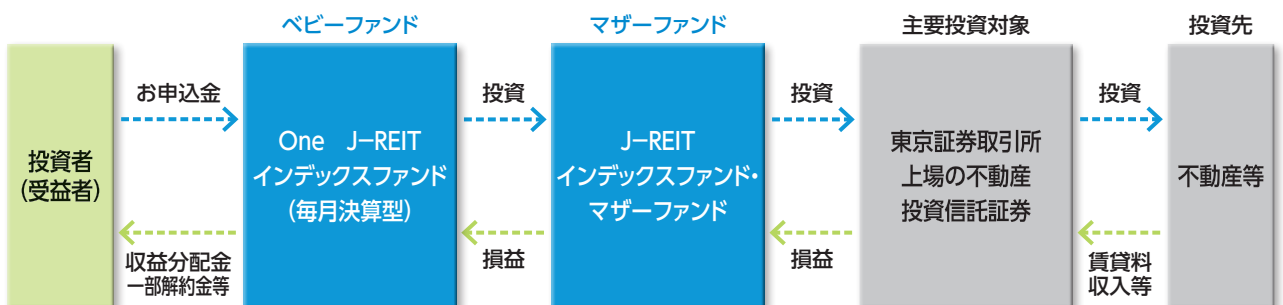 ベビーファンド
マザーファンド
主要投資対象
投資先
投資者
(受益者)
お申込金
収益分配金
一部解約金等
One J-REIT
インデックスファンド
(毎月決算型)
投資
損益
J-REIT
インデックスファンド・
マザーファンド
投資
損益
東京証券取引所
上場の不動産
投資信託証券
投資
賃貸料
収入等
不動産等